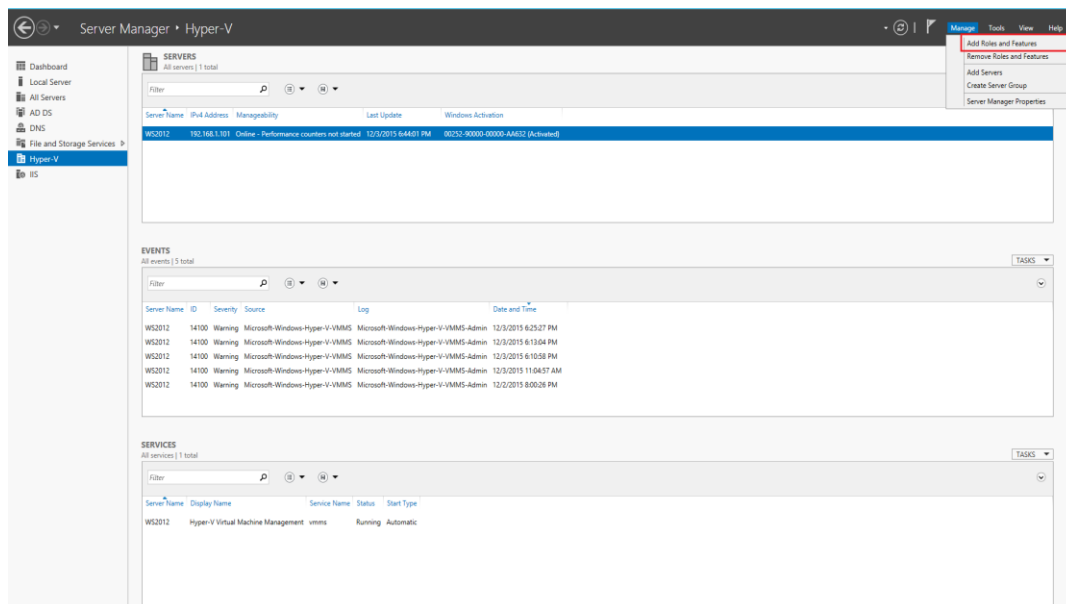 Server Manager ‣ Hyper-V
Manage Tools View Help
Add Roles and Features
Remove Roles and Features
Add Servers
Create Server Group
Server Manager Properties
Dashboard
Local Server
All Servers
AD DS
DNS
File and Storage Services
Hyper-V
IIS
SERVERS
All servers | 1 total
Filter
Server Name IPv4 Address Manageability Last Update Windows Activation
WS2012 192.168.1.101 Online - Performance counters not started 12/3/2015 6:44:01 PM 00252-90000-00000-AA632 (Activated)
EVENTS
All events | 5 total
TASKS
Filter
Server Name ID Severity Source Log Date and Time
WS2012 14100 Warning Microsoft-Windows-Hyper-V-VMMS Microsoft-Windows-Hyper-V-VMMS-Admin 12/3/2015 6:25:27 PM
WS2012 14100 Warning Microsoft-Windows-Hyper-V-VMMS Microsoft-Windows-Hyper-V-VMMS-Admin 12/3/2015 6:13:04 PM
WS2012 14100 Warning Microsoft-Windows-Hyper-V-VMMS Microsoft-Windows-Hyper-V-VMMS-Admin 12/3/2015 6:10:58 PM
WS2012 14100 Warning Microsoft-Windows-Hyper-V-VMMS Microsoft-Windows-Hyper-V-VMMS-Admin 12/3/2015 11:04:57 AM
WS2012 14100 Warning Microsoft-Windows-Hyper-V-VMMS Microsoft-Windows-Hyper-V-VMMS-Admin 12/2/2015 8:00:26 PM
SERVICES
All services | 1 total
TASKS
Filter
Server Name Display Name Service Name Status Start Type
WS2012 Hyper-V Virtual Machine Management vmms Running Automatic